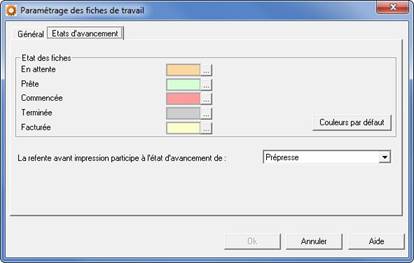 Paramétrage des fiches de travail
Général
Etats d'avancement
Etat des fiches
En attente ...
Prête ...
Commencée ...
Terminée ...
Facturée ...
Couleurs par défaut
La refente avant impression participe à l'état d'avancement de : Prépresse
Ok Annuler Aide